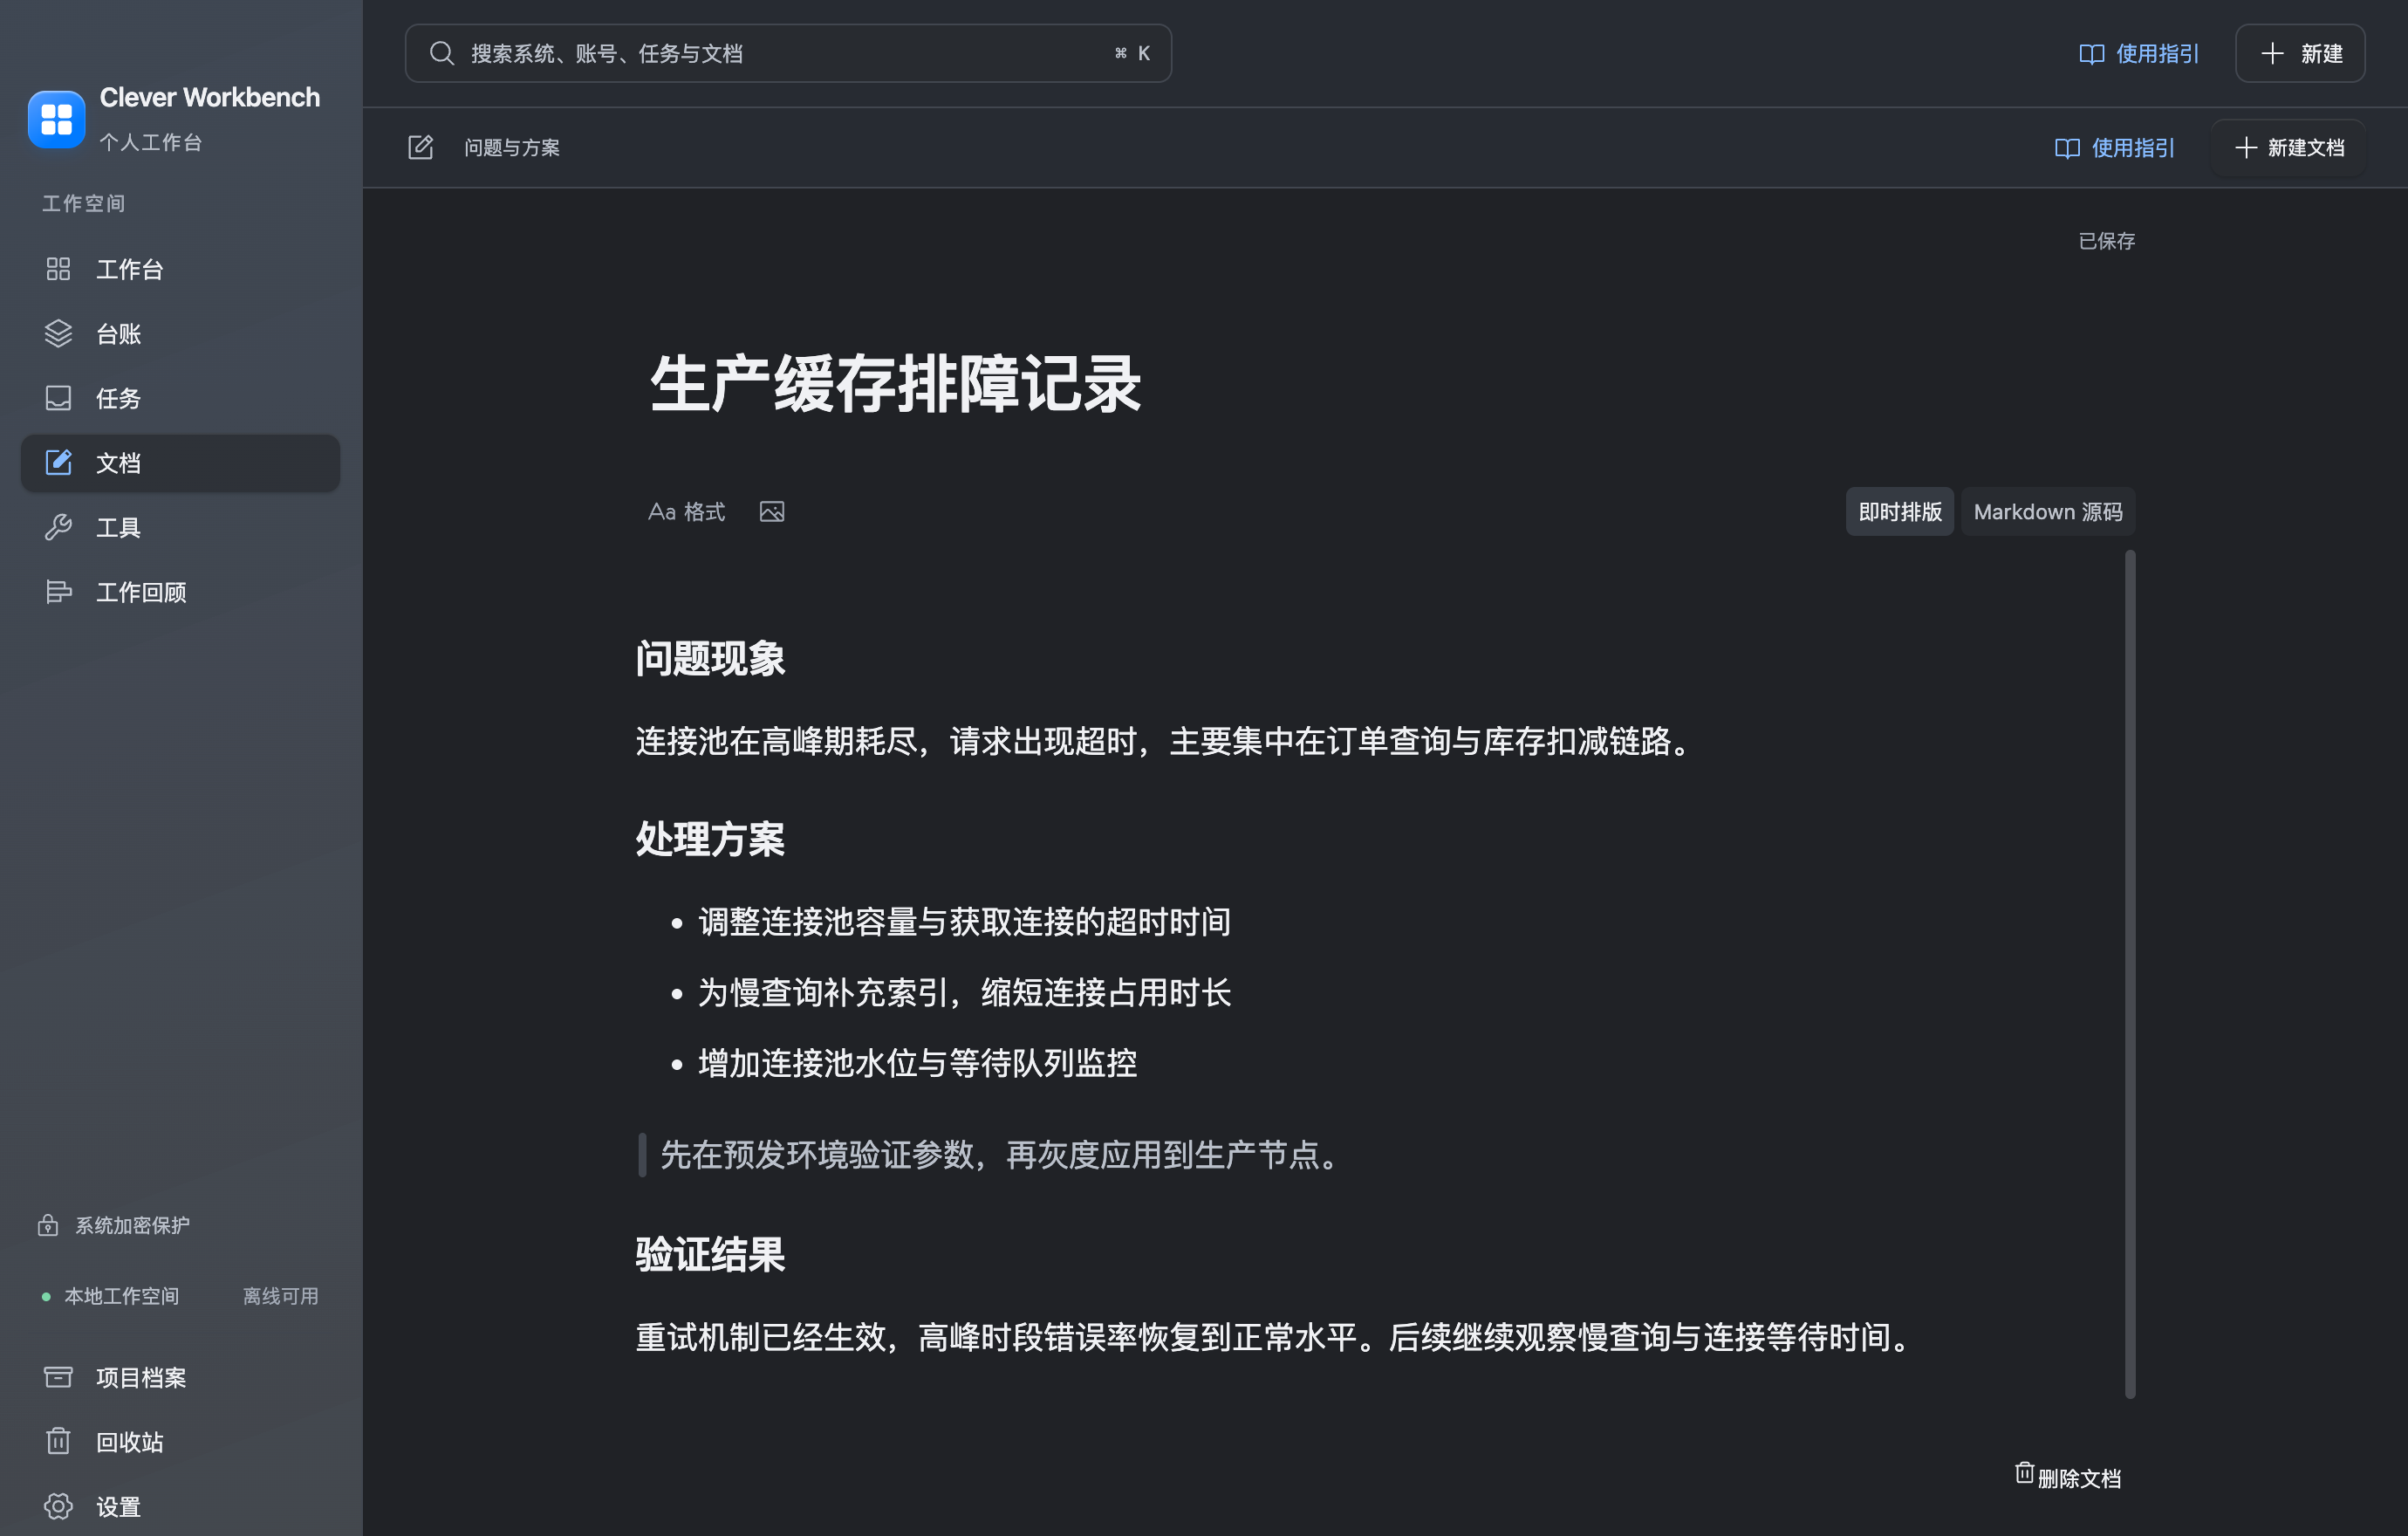 Clever Workbench
个人工作台
工作空间
工作台
台账
任务
文档
工具
工作回顾
系统加密保护
本地工作空间 离线可用
项目档案
回收站
设置
搜索系统、账号、任务与文档 ⌘ K
使用指引
新建
问题与方案
使用指引
新建文档
已保存
生产缓存排障记录
Aa 格式
即时排版
Markdown 源码
问题现象
连接池在高峰期耗尽，请求出现超时，主要集中在订单查询与库存扣减链路。
处理方案
• 调整连接池容量与获取连接的超时时间
• 为慢查询补充索引，缩短连接占用时长
• 增加连接池水位与等待队列监控
先在预发环境验证参数，再灰度应用到生产节点。
验证结果
重试机制已经生效，高峰时段错误率恢复到正常水平。后续继续观察慢查询与连接等待时间。
删除文档